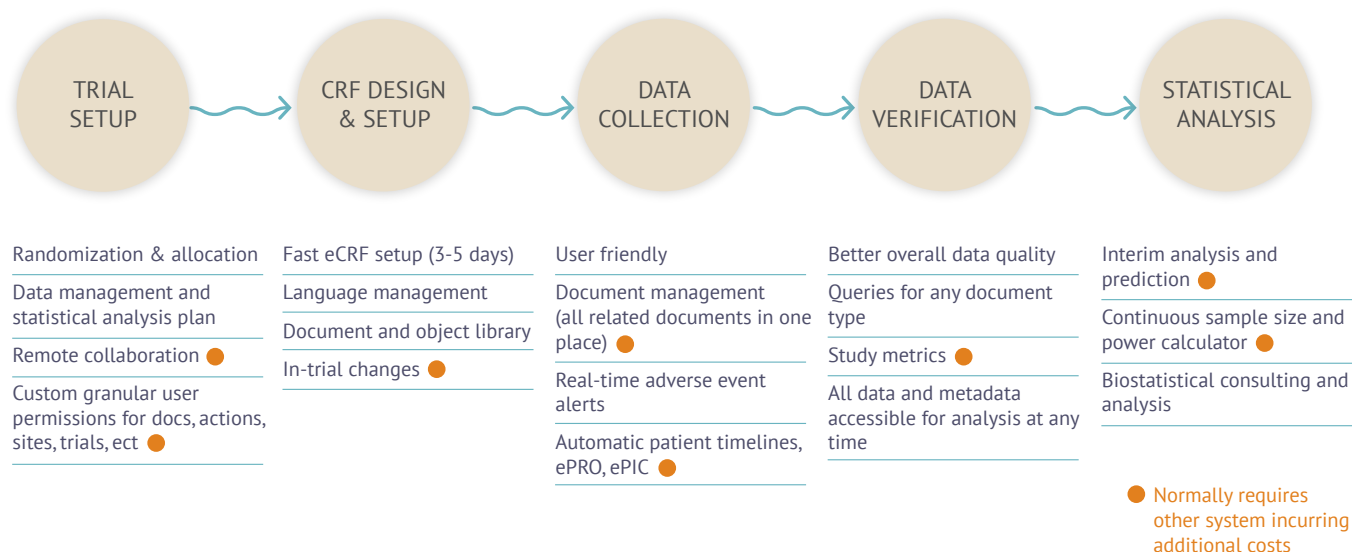 TRIAL
SETUP
CRF DESIGN
& SETUP
DATA
COLLECTION
DATA
VERIFICATION
STATISTICAL
ANALYSIS
Randomization & allocation
Data management and
statistical analysis plan
Remote collaboration
Custom granular user
permissions for docs, actions,
sites, trials, ect
Fast eCRF setup (3-5 days)
Language management
Document and object library
In-trial changes
User friendly
Document management
(all related documents in one
place)
Real-time adverse event
alerts
Automatic patient timelines,
ePRO, ePIC
Better overall data quality
Queries for any document
type
Study metrics
All data and metadata
accessible for analysis at any
time
Interim analysis and
prediction
Continuous sample size and
power calculator
Biostatistical consulting and
analysis
Normally requires
other system incurring
additional costs